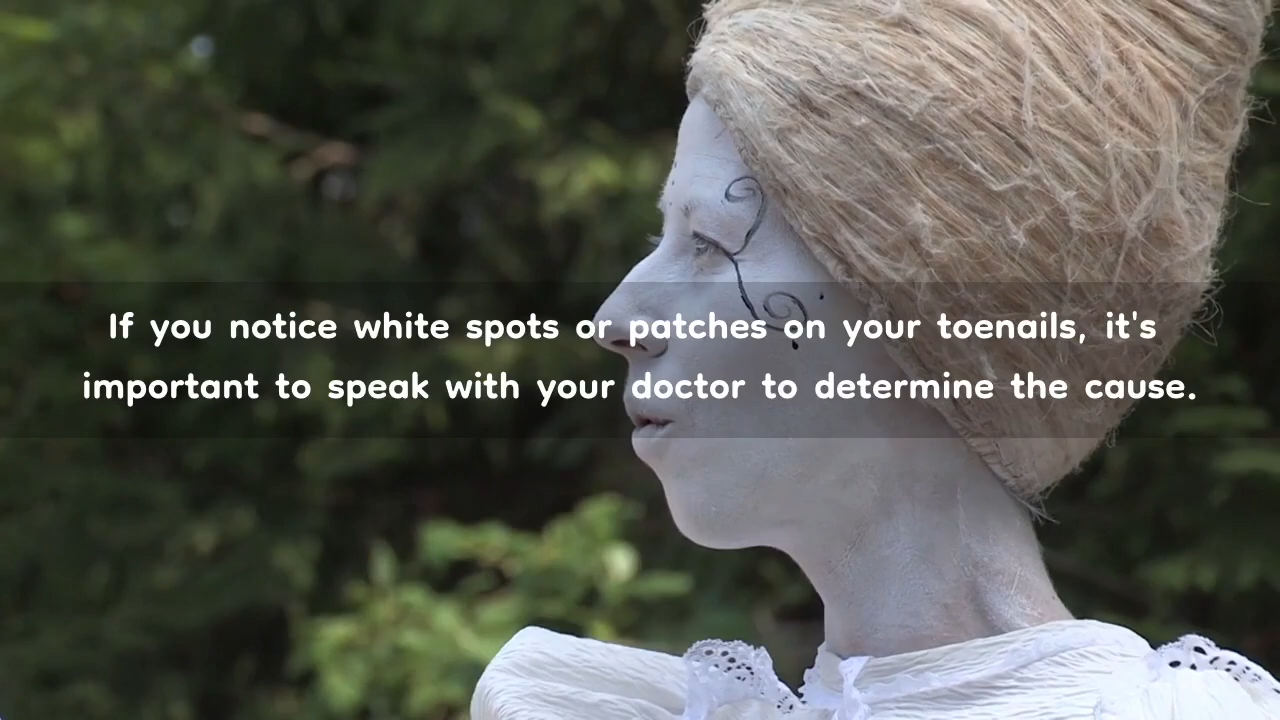 If you notice white spots or patches on your toenails, it's
important to speak with your doctor to determine the cause.